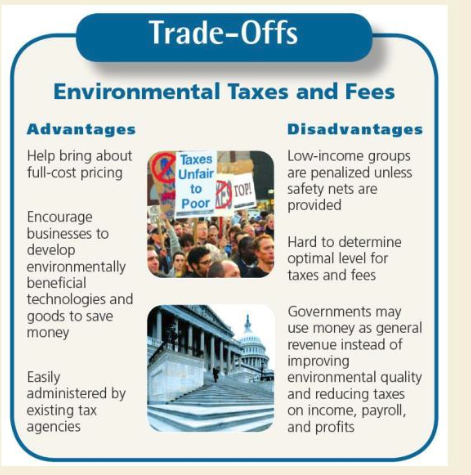 Trade-Offs
Environmental Taxes and Fees
Advantages
Help bring about
full-cost pricing
Encourage
businesses to
develop
environmentally
beneficial
technologies and
goods to save
money
Easily
administered by
existing tax
agencies
Taxes
Unfair
to
Poor
TOP!
Disadvantages
Low-income groups
are penalized unless
safety nets are
provided
Hard to determine
optimal level for
taxes and fees
Governments may
use money as general
revenue instead of
improving
environmental quality
and reducing taxes
on income, payroll,
and profits